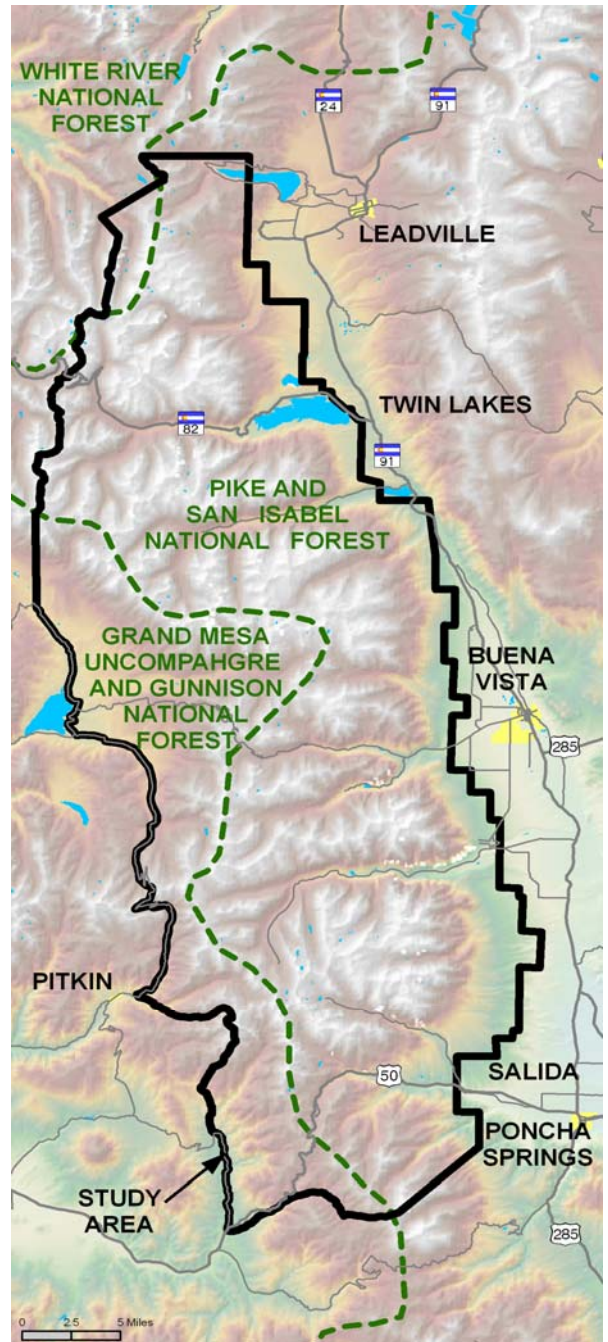 WHITE RIVER
NATIONAL
FOREST
24
91
LEADVILLE
TWIN LAKES
82
91
PIKE AND
SAN ISABEL
NATIONAL FOREST
GRAND MESA
UNCOMPAHGRE
AND GUNNISON
NATIONAL
FOREST
BUENA
VISTA
285
PITKIN
50
SALIDA
PONCHA
SPRINGS
STUDY
AREA
285
0 2.5 5 Miles